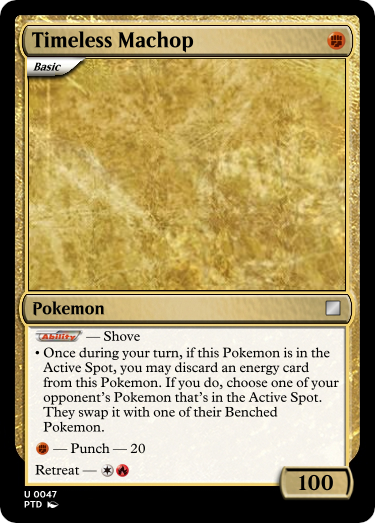 Timeless Machop
Basic
Pokemon
Ability — Shove
• Once during your turn, if this Pokemon is in the
Active Spot, you may discard an energy card
from this Pokemon. If you do, choose one of your
opponent's Pokemon that's in the Active Spot.
They swap it with one of their Benched
Pokemon.
— Punch — 20
Retreat —
100
U 0047
PTD